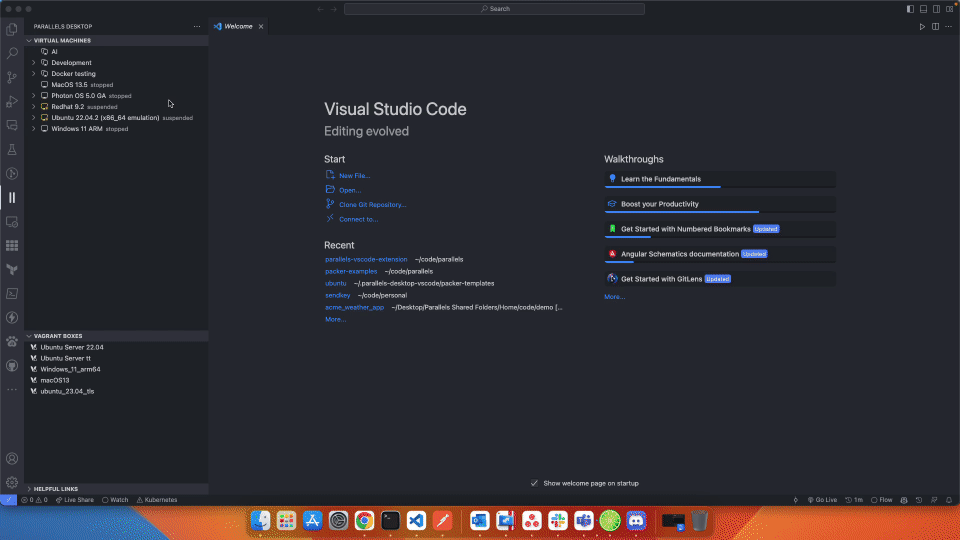 Search
PARALLELS DESKTOP
Welcome
VIRTUAL MACHINES
AI
Development
Docker testing
MacOS 13.5 stopped
Photon OS 5.0 GA stopped
Redhat 9.2 suspended
Ubuntu 22.04.2 (x86_64 emulation) suspended
Windows 11 ARM stopped
VAGRANT BOXES
Ubuntu Server 22.04
Ubuntu Server tt
Windows_11_arm64
macOS13
ubuntu_23.04_tls
HELPFUL LINKS
Visual Studio Code
Editing evolved
Start
New File...
Open...
Clone Git Repository...
Connect to...
Recent
parallels-vscode-extension ~/code/parallels
packer-examples ~/code/parallels
ubuntu ~/.parallels-desktop-vscode/packer-templates
sendkey ~/code/personal
acme_weather_app ~/Desktop/Parallels Shared Folders/Home/code/demo [...
More...
Walkthroughs
Learn the Fundamentals
Boost your Productivity
Get Started with Numbered Bookmarks Updated
Angular Schematics documentation Updated
Get Started with GitLens Updated
More...
Show welcome page on startup
0 0 Live Share Watch Kubernetes
Go Live 1m Flow